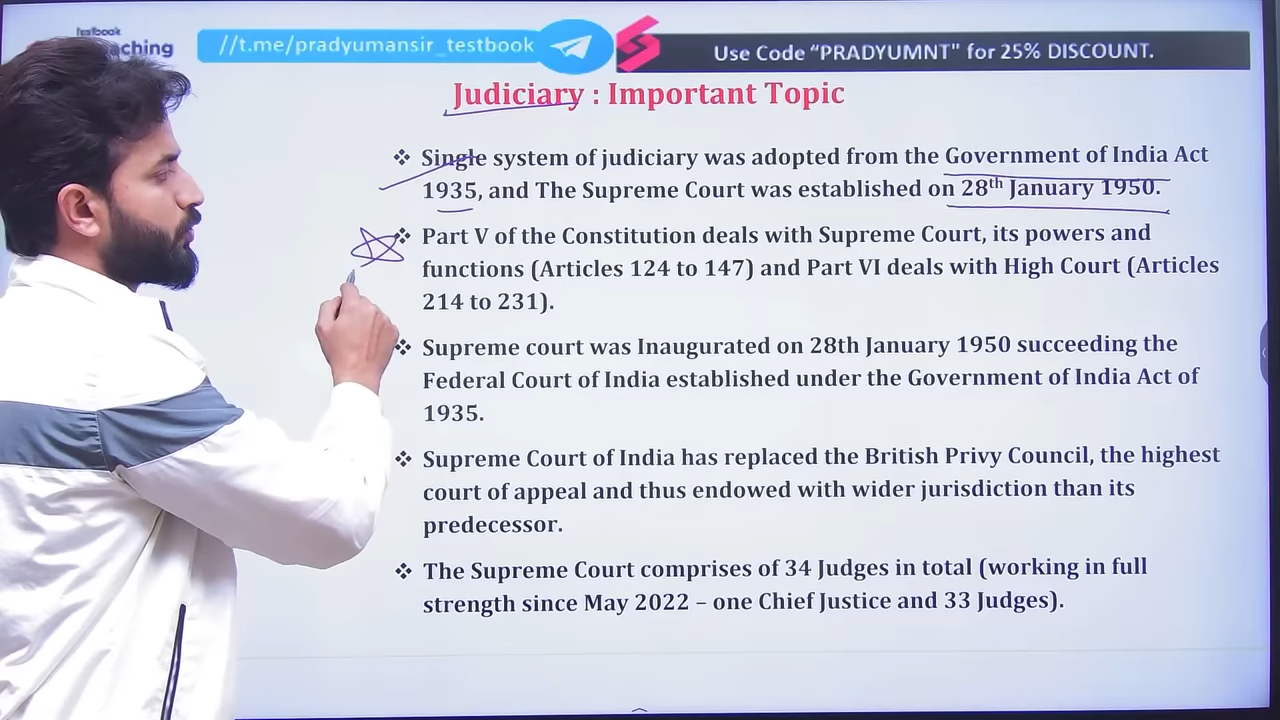 testbook
aching
//t.me/pradyumansir_testbook
Use Code “PRADYUMNT" for 25% DISCOUNT.
Judiciary : Important Topic
❖ Single system of judiciary was adopted from the Government of India Act
1935, and The Supreme Court was established on 28th January 1950.
❖ Part V of the Constitution deals with Supreme Court, its powers and
functions (Articles 124 to 147) and Part VI deals with High Court (Articles
214 to 231).
❖ Supreme court was Inaugurated on 28th January 1950 succeeding the
Federal Court of India established under the Government of India Act of
1935.
❖ Supreme Court of India has replaced the British Privy Council, the highest
court of appeal and thus endowed with wider jurisdiction than its
predecessor.
❖ The Supreme Court comprises of 34 Judges in total (working in full
strength since May 2022 – one Chief Justice and 33 Judges).